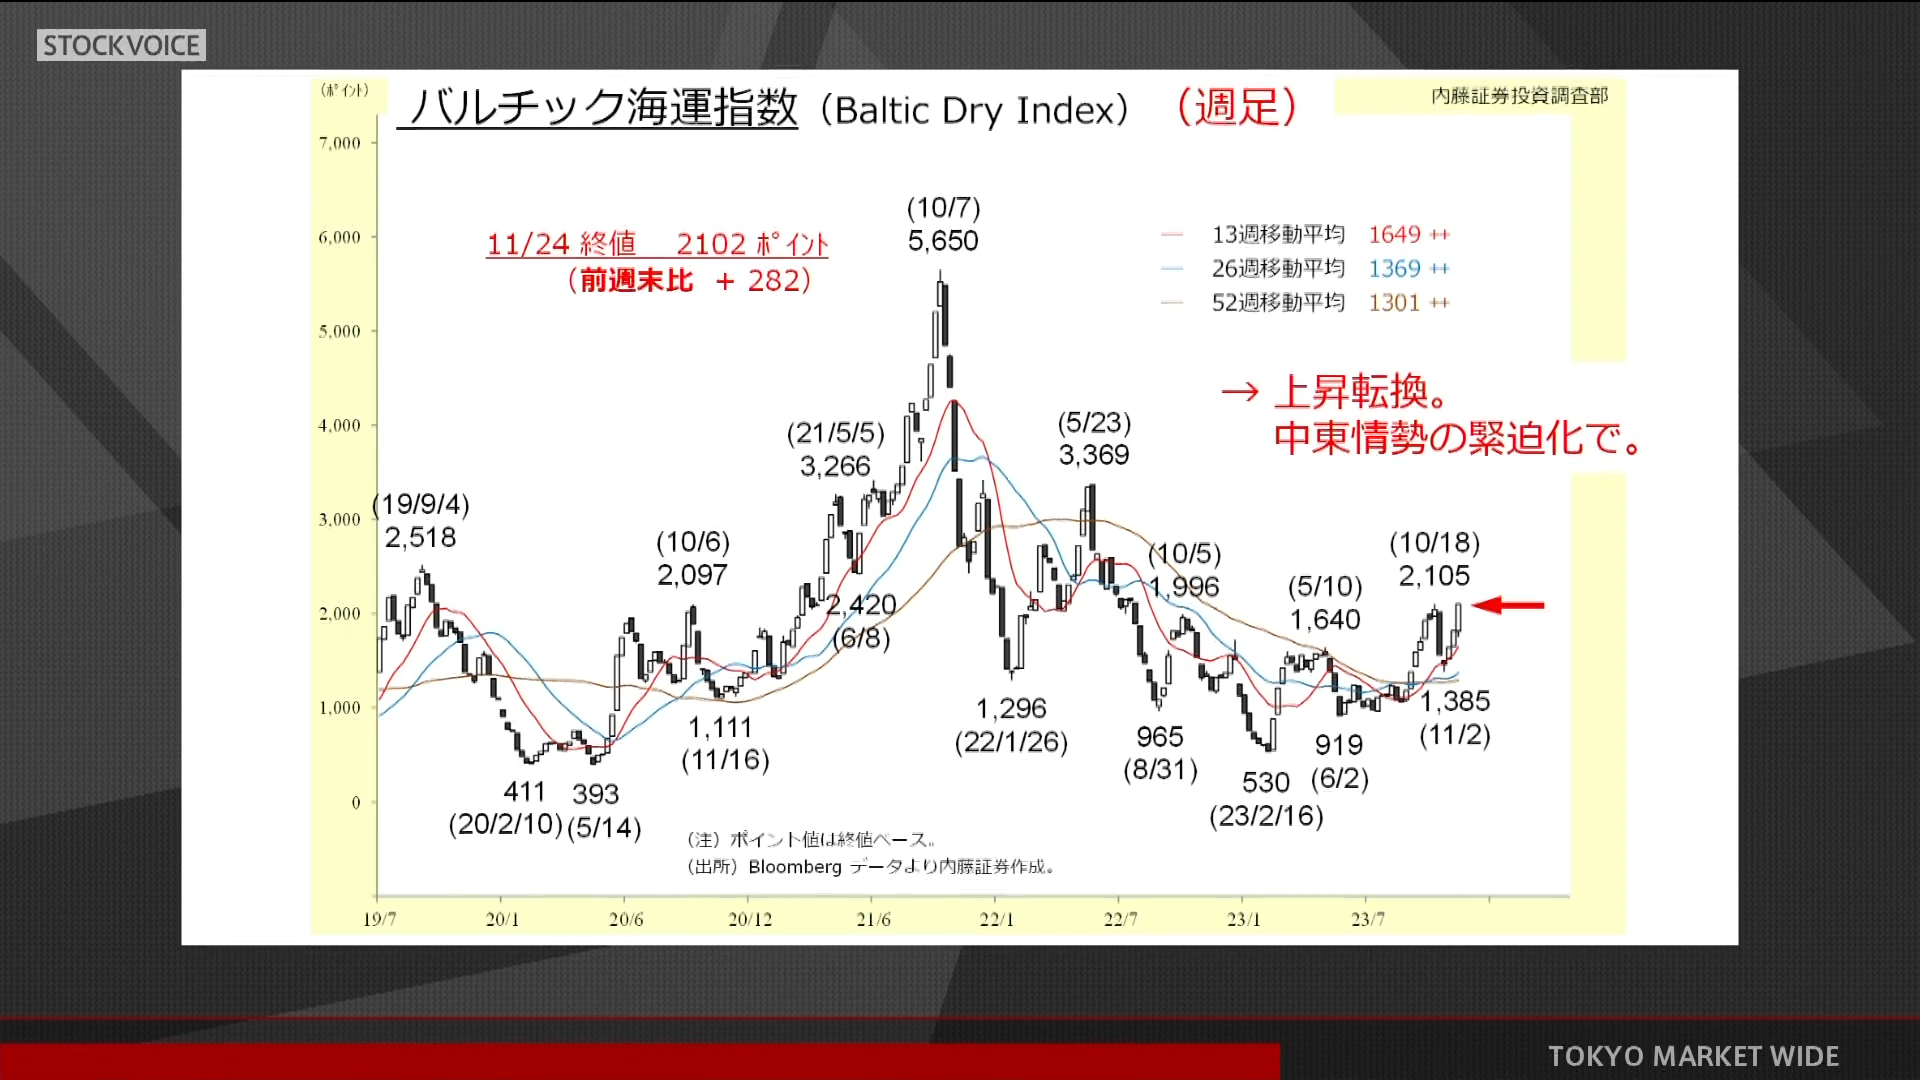 STOCKVOICE
(ﾎﾟｲﾝﾄ)
バルチック海運指数（Baltic Dry Index）（週足）
内藤証券投資調査部
7,000
6,000
5,000
4,000
3,000
2,000
1,000
0
11/24 終値 2102 ﾎﾟｲﾝﾄ
（前週末比 + 282）
13週移動平均 1649 ++
26週移動平均 1369 ++
52週移動平均 1301 ++
→ 上昇転換。
中東情勢の緊迫化で。
(19/9/4)
2,518
(10/6)
2,097
(21/5/5)
3,266
(10/7)
5,650
(5/23)
3,369
(10/5)
1,996
(5/10)
1,640
(10/18)
2,105
2,420
(6/8)
411
(20/2/10)
393
(5/14)
1,111
(11/16)
1,296
(22/1/26)
965
(8/31)
530
(23/2/16)
919
(6/2)
1,385
(11/2)
（注）ポイント値は終値ベース。
（出所）Bloomberg データより内藤証券作成。
19/7 20/1 20/6 20/12 21/6 22/1 22/7 23/1 23/7
TOKYO MARKET WIDE